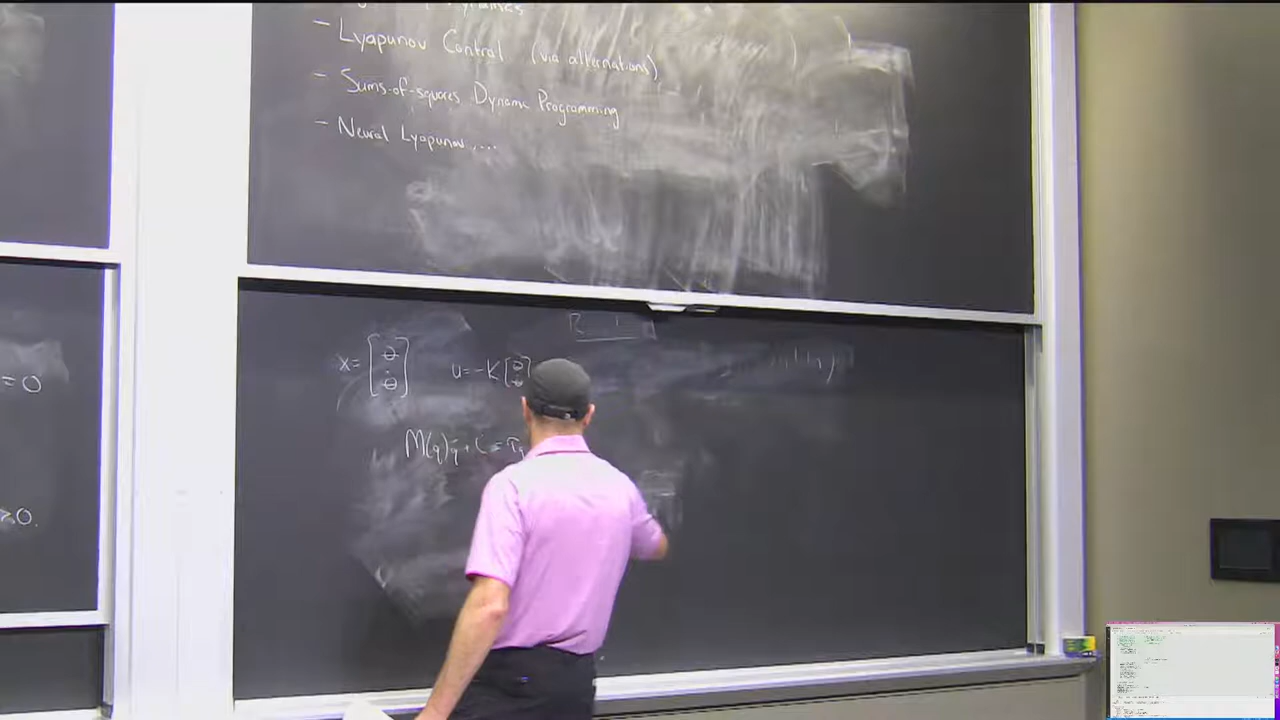 - Lyapunov Control (via alternations)
- Sums-of-squares Dynamic Programming
- Neural Lyapunov, ...
= 0
x = [θ θ̇] u = -K [θ θ̇]
M(q)q̈ + C = τg
≥0.